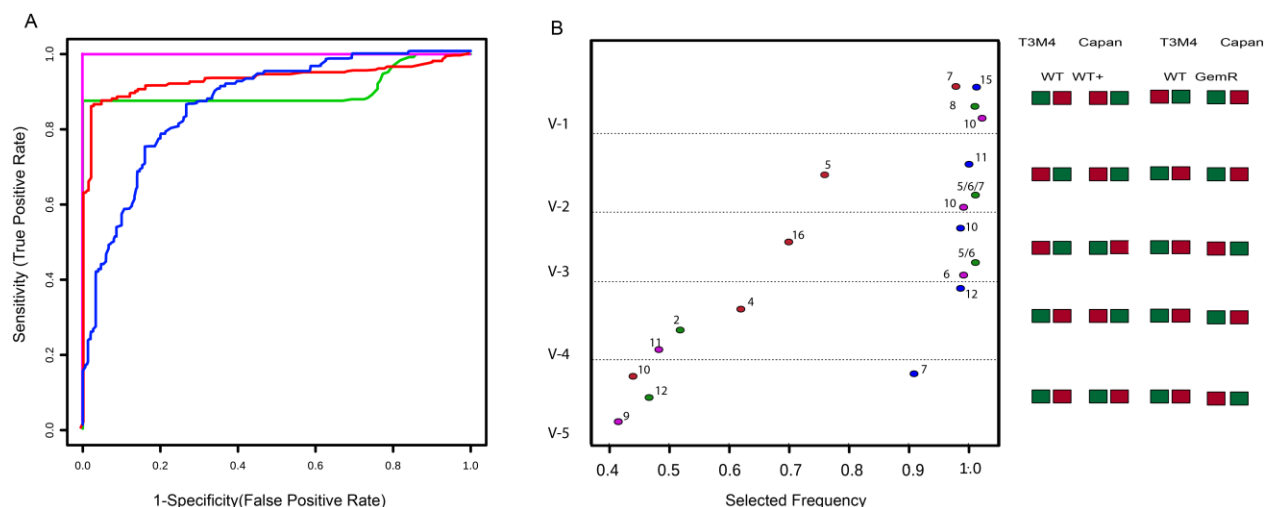 A
1.0
0.8
0.6
0.4
0.2
0.0
Sensitivity (True Positive Rate)
0.0 0.2 0.4 0.6 0.8 1.0
1-Specificity(False Positive Rate)
B
7 15
8
V-1 10
11
5
5/6/7
V-2 10
10
16
5/6
V-3 6
12
4
2
V-4 11
10 7
12
V-5 9
0.4 0.5 0.6 0.7 0.8 0.9 1.0
Selected Frequency
T3M4 Capan T3M4 Capan
WT WT+ WT GemR